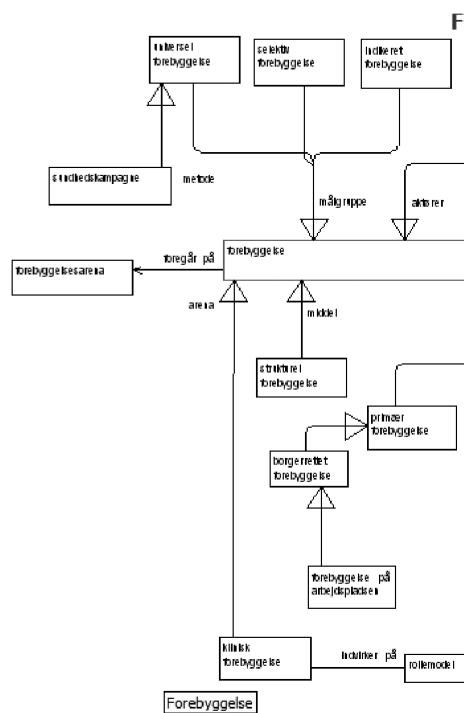 F
universel
forebyggelse
selektiv
forebyggelse
indikeret
forebyggelse
sundhedskampagne
metode
målgruppe
aktører
foregår på
forebyggelse
forebyggelsesarena
arena
middel
strukturel
forebyggelse
primær
forebyggelse
borgerrettet
forebyggelse
forebyggelse på
arbejdspladsen
klinisk
forebyggelse
indvirker på
rollemodel
Forebyggelse